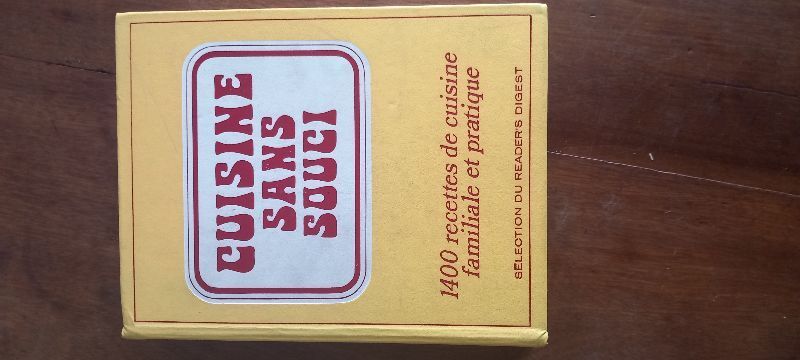 CUISINE
SANS
SOUCI
1400 recettes de cuisine
familiale et pratique
SÉLECTION DU READER'S DIGEST